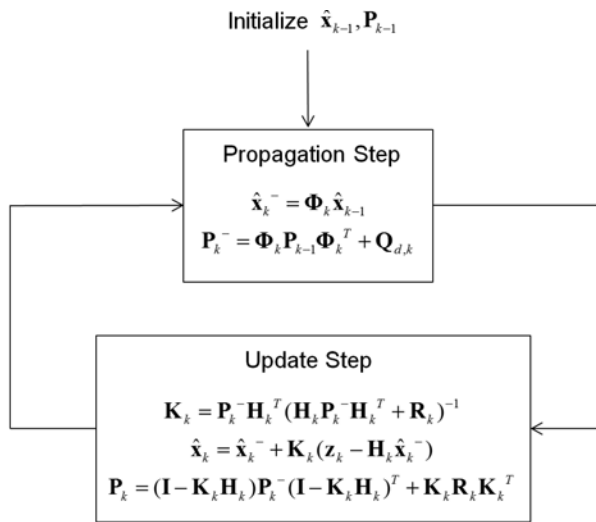 Initialize x̂ₖ₋₁, Pₖ₋₁
Propagation Step
x̂ₖ⁻ = Φₖx̂ₖ₋₁
Pₖ⁻ = ΦₖPₖ₋₁Φₖᵀ + Q_{d,k}
Update Step
Kₖ = Pₖ⁻Hₖᵀ(HₖPₖ⁻Hₖᵀ + Rₖ)⁻¹
x̂ₖ = x̂ₖ⁻ + Kₖ(zₖ − Hₖx̂ₖ⁻)
Pₖ = (I − KₖHₖ)Pₖ⁻(I − KₖHₖ)ᵀ + KₖRₖKₖᵀ